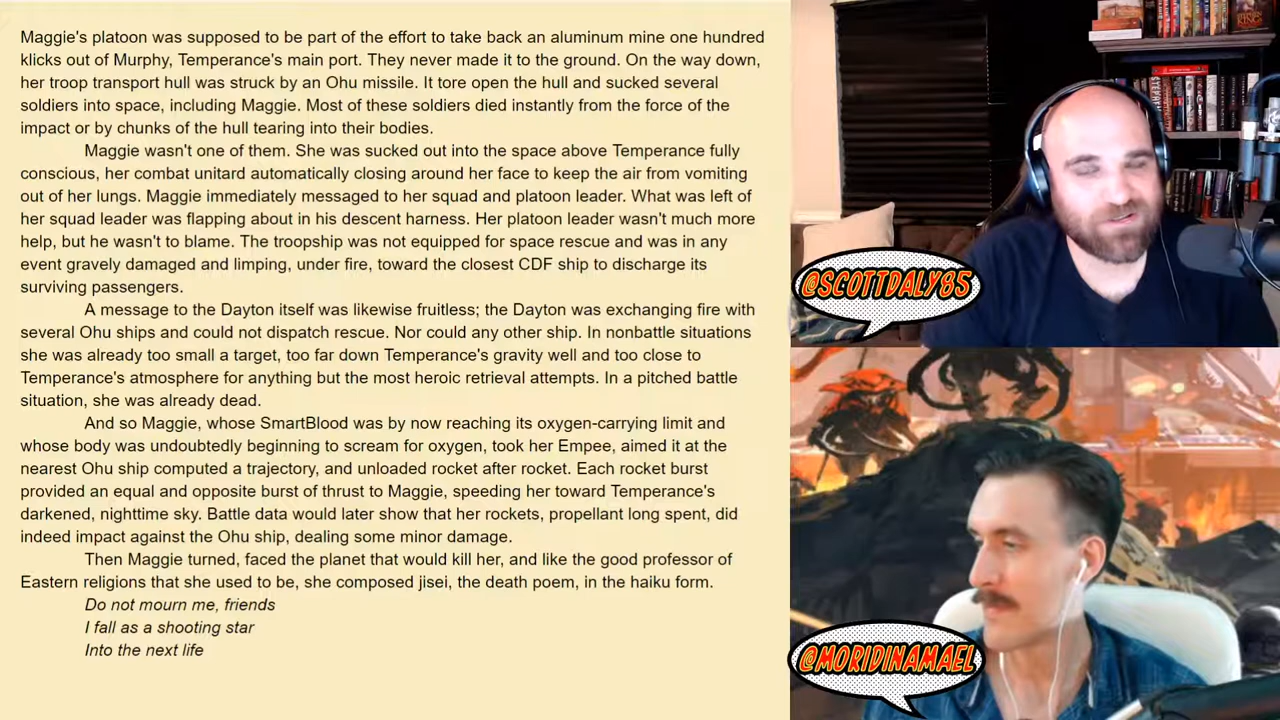 Maggie's platoon was supposed to be part of the effort to take back an aluminum mine one hundred
klicks out of Murphy, Temperance's main port. They never made it to the ground. On the way down,
her troop transport hull was struck by an Ohu missile. It tore open the hull and sucked several
soldiers into space, including Maggie. Most of these soldiers died instantly from the force of the
impact or by chunks of the hull tearing into their bodies.
Maggie wasn't one of them. She was sucked out into the space above Temperance fully
conscious, her combat unitard automatically closing around her face to keep the air from vomiting
out of her lungs. Maggie immediately messaged to her squad and platoon leader. What was left of
her squad leader was flapping about in his descent harness. Her platoon leader wasn't much more
help, but he wasn't to blame. The troopship was not equipped for space rescue and was in any
event gravely damaged and limping, under fire, toward the closest CDF ship to discharge its
surviving passengers.
A message to the Dayton itself was likewise fruitless; the Dayton was exchanging fire with
several Ohu ships and could not dispatch rescue. Nor could any other ship. In nonbattle situations
she was already too small a target, too far down Temperance's gravity well and too close to
Temperance's atmosphere for anything but the most heroic retrieval attempts. In a pitched battle
situation, she was already dead.
And so Maggie, whose SmartBlood was by now reaching its oxygen-carrying limit and
whose body was undoubtedly beginning to scream for oxygen, took her Empee, aimed it at the
nearest Ohu ship computed a trajectory, and unloaded rocket after rocket. Each rocket burst
provided an equal and opposite burst of thrust to Maggie, speeding her toward Temperance's
darkened, nighttime sky. Battle data would later show that her rockets, propellant long spent, did
indeed impact against the Ohu ship, dealing some minor damage.
Then Maggie turned, faced the planet that would kill her, and like the good professor of
Eastern religions that she used to be, she composed jisei, the death poem, in the haiku form.
Do not mourn me, friends
I fall as a shooting star
Into the next life
@SCOTTDALY85
@MORIDINAMAEL